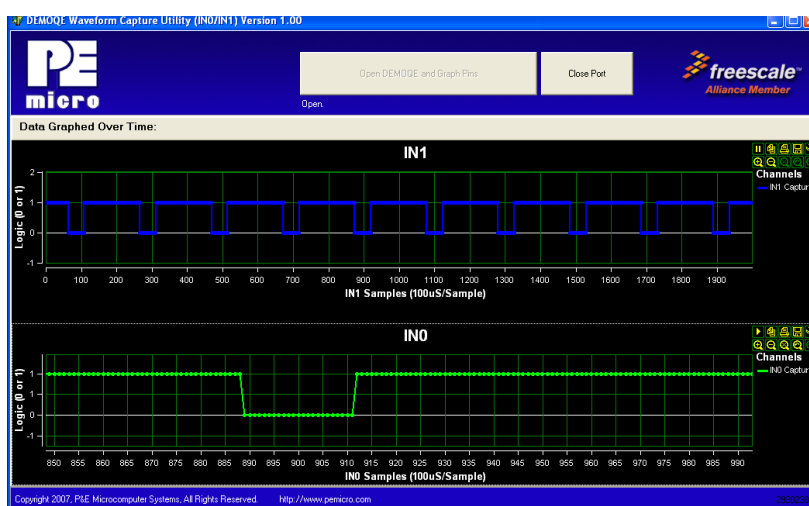 DEMOQE Waveform Capture Utility (IN0/IN1) Version 1.00
PE
micro
Open DEMOQE and Graph Pins
Close Port
Open.
freescale™
Alliance Member
Data Graphed Over Time:
IN1
Channels
IN1 Captur
Logic (0 or 1)
2
1
0
-1
0 100 200 300 400 500 600 700 800 900 1000 1100 1200 1300 1400 1500 1600 1700 1800 1900
IN1 Samples (100uS/Sample)
IN0
Channels
IN0 Captur
Logic (0 or 1)
1
1
0
-1
850 855 860 865 870 875 880 885 890 895 900 905 910 915 920 925 930 935 940 945 950 955 960 965 970 975 980 985 990
IN0 Samples (100uS/Sample)
Copyright 2007, P&E Microcomputer Systems, All Rights Reserved. http://www.pemicro.com